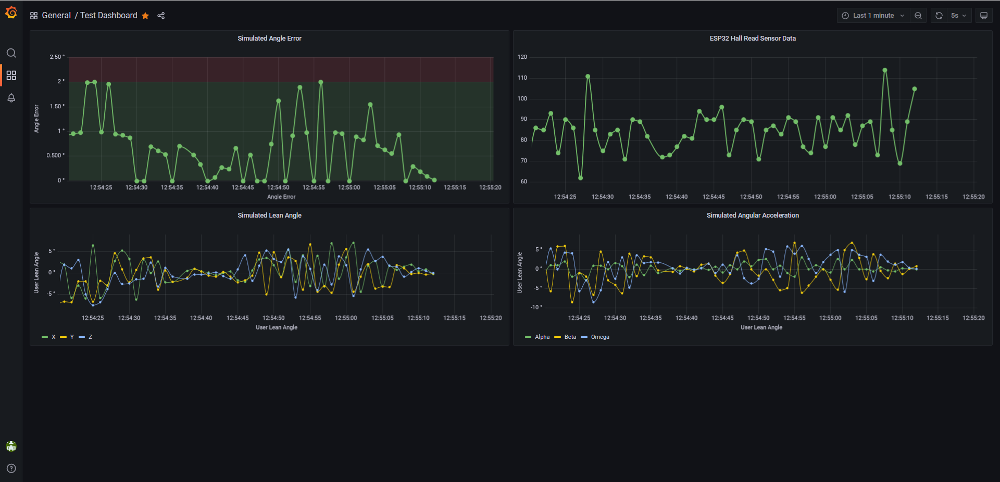 General / Test Dashboard
Last 1 minute
5s
Simulated Angle Error
2.50 °
2 °
1.50 °
1 °
0.500 °
0 °
Angle Error
12:54:25 12:54:30 12:54:35 12:54:40 12:54:45 12:54:50 12:54:55 12:55:00 12:55:05 12:55:10 12:55:15 12:55:20
Angle Error
ESP32 Hall Read Sensor Data
120
110
100
90
80
70
60
12:54:25 12:54:30 12:54:35 12:54:40 12:54:45 12:54:50 12:54:55 12:55:00 12:55:05 12:55:10 12:55:15 12:55:20
Simulated Lean Angle
5 °
0 °
-5 °
User Lean Angle
12:54:25 12:54:30 12:54:35 12:54:40 12:54:45 12:54:50 12:54:55 12:55:00 12:55:05 12:55:10 12:55:15 12:55:20
User Lean Angle
X Y Z
Simulated Angular Acceleration
5 °
0 °
-5 °
-10 °
User Lean Angle
12:54:25 12:54:30 12:54:35 12:54:40 12:54:45 12:54:50 12:54:55 12:55:00 12:55:05 12:55:10 12:55:15 12:55:20
User Lean Angle
Alpha Beta Omega